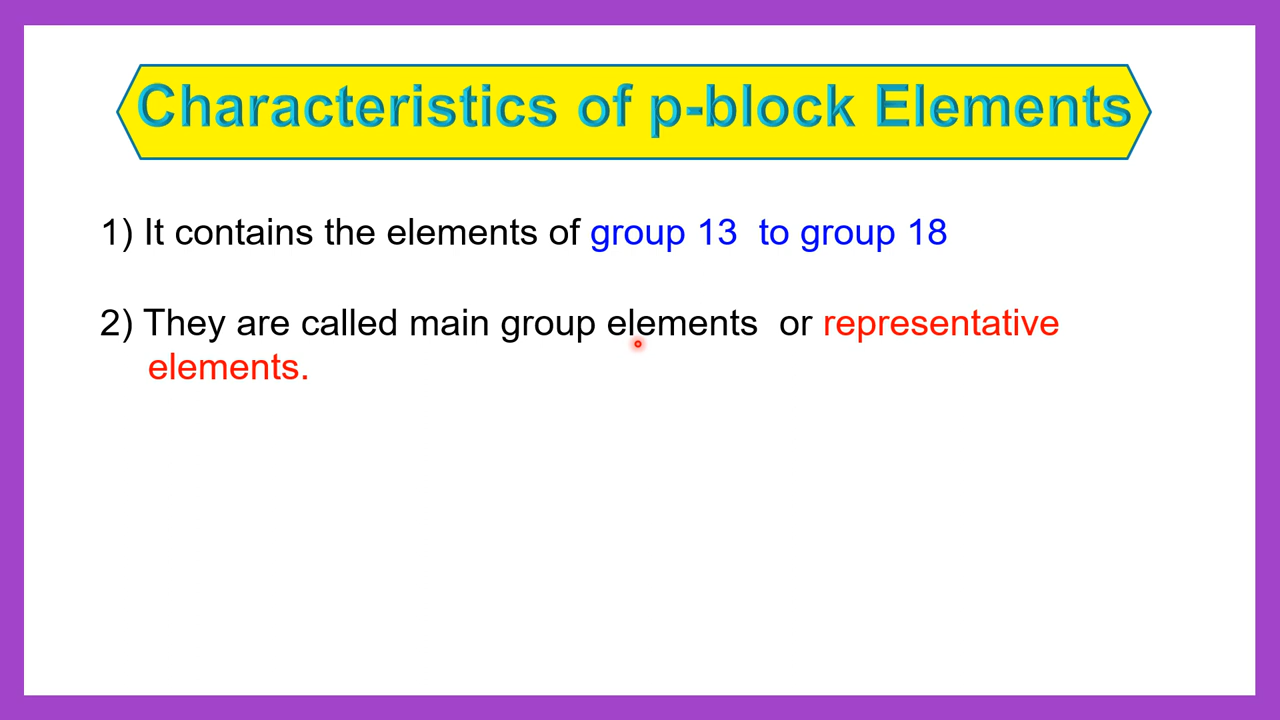 Characteristics of p-block Elements
1) It contains the elements of group 13  to group 18
2) They are called main group elements  or representative
elements.